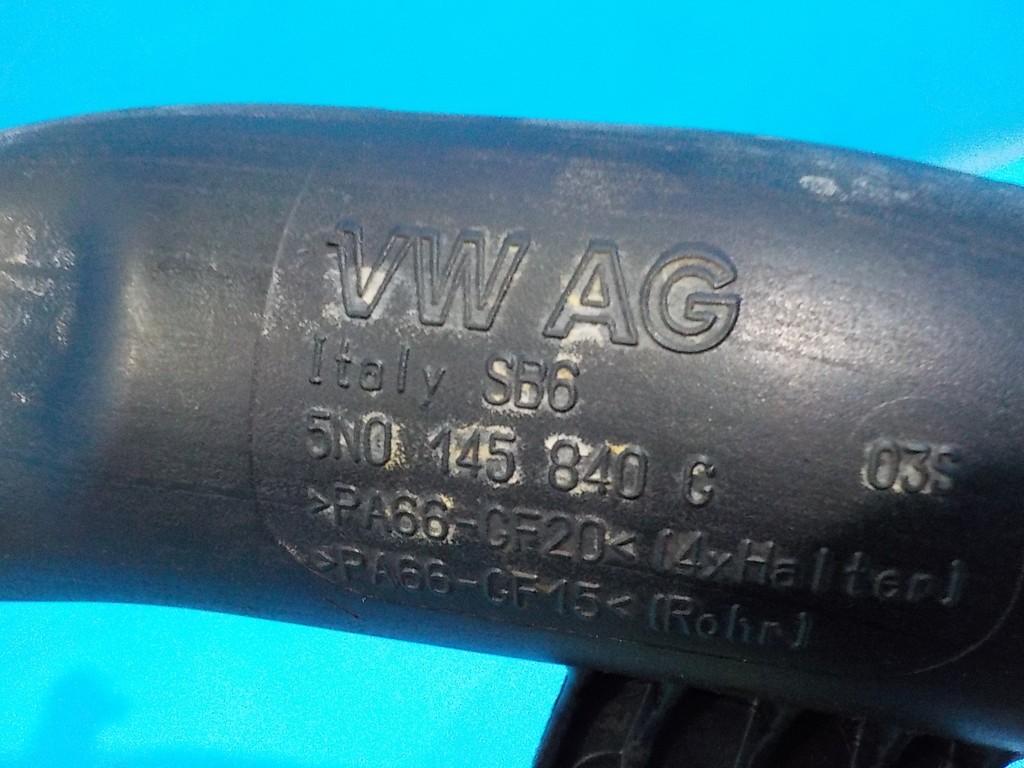 VW AG
Italy SB6
5N0 145 840 C 03S
>PA66-GF20< (4xHalter)
>PA66-GF15< (Rohr)